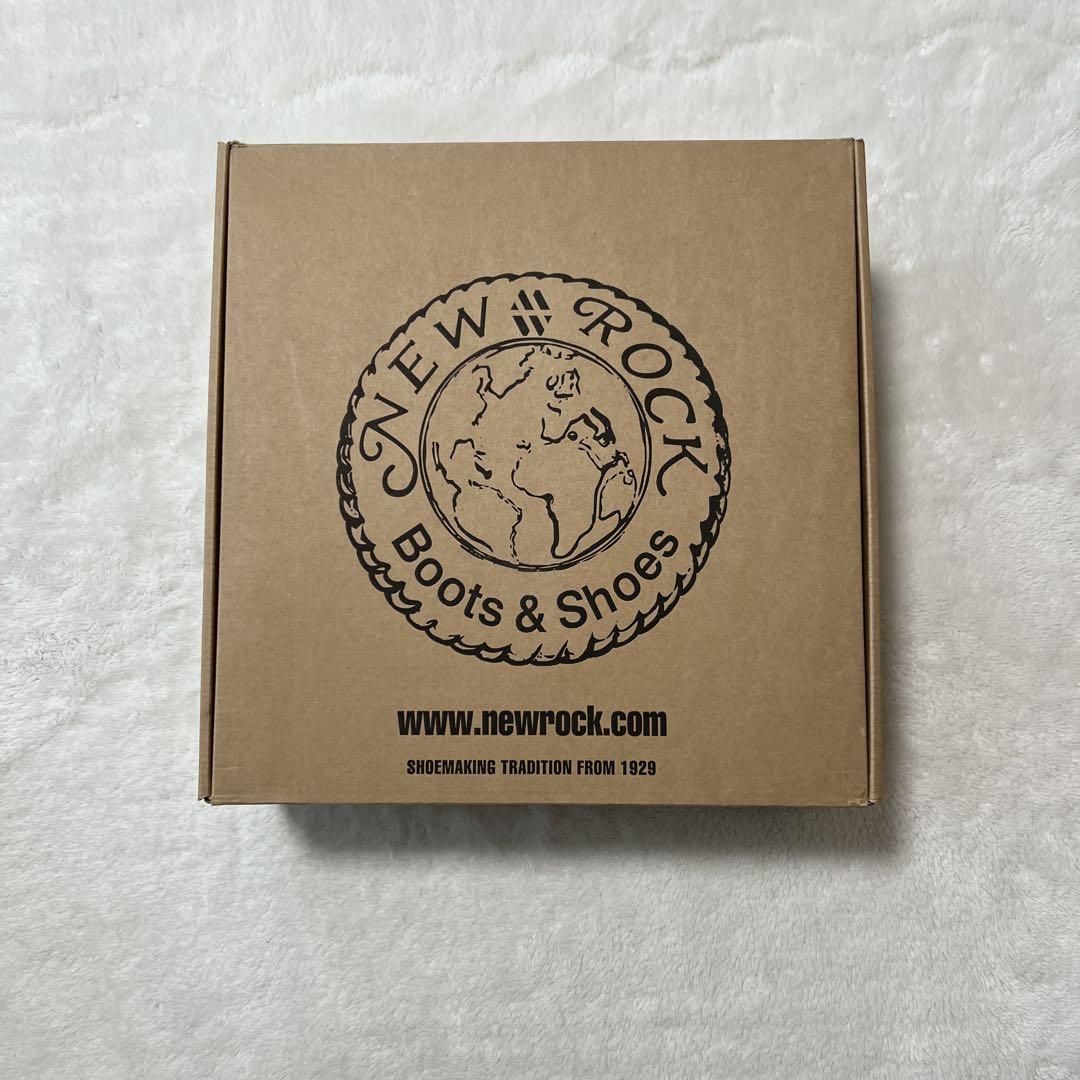 NEW ROCK
Boots & Shoes
www.newrock.com
SHOEMAKING TRADITION FROM 1929